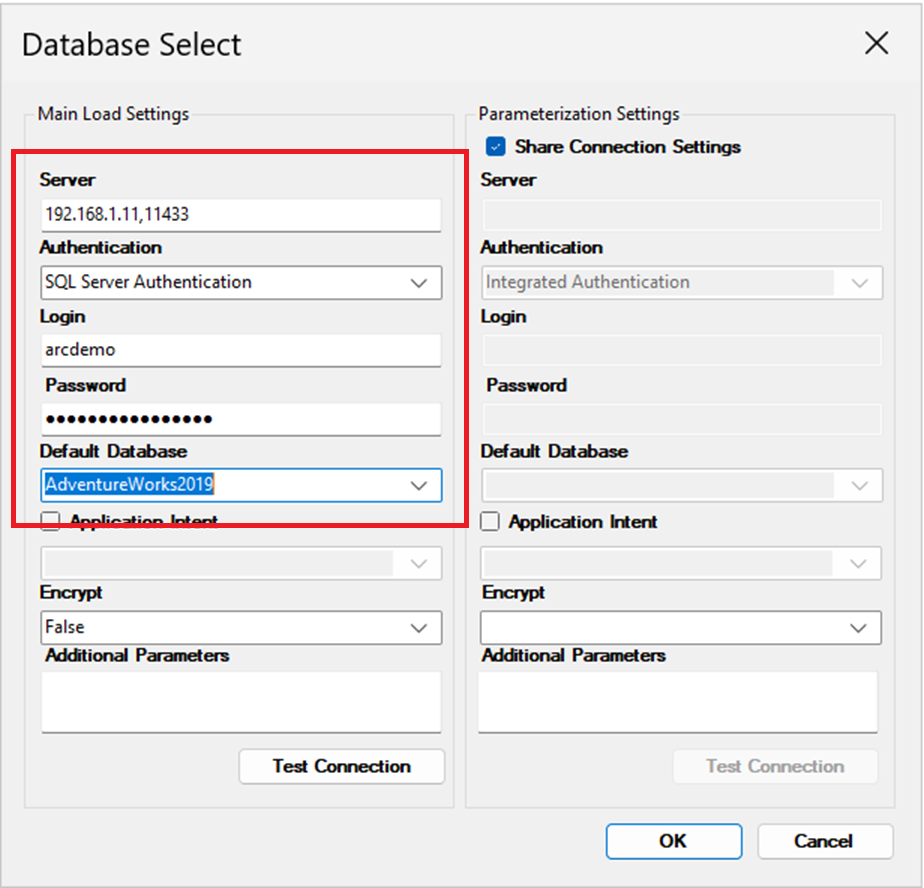 Database Select
Main Load Settings
Server
192.168.1.11,11433
Authentication
SQL Server Authentication
Login
arcdemo
Password
••••••••••••••••
Default Database
AdventureWorks2019
Application Intent
Encrypt
False
Additional Parameters
Test Connection
Parameterization Settings
Share Connection Settings
Server
Authentication
Integrated Authentication
Login
Password
Default Database
Application Intent
Encrypt
Additional Parameters
Test Connection
OK
Cancel